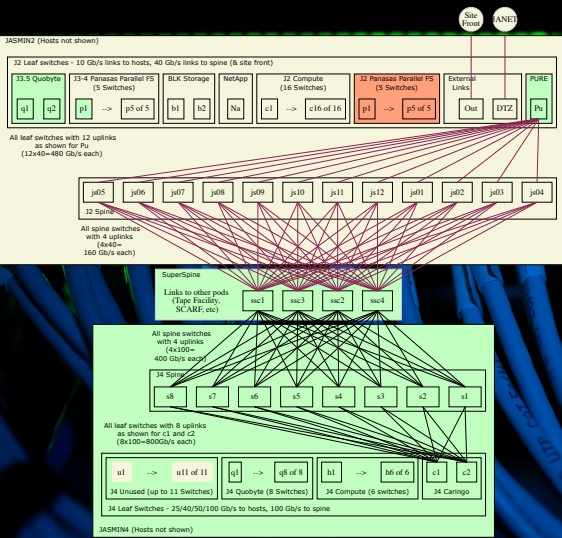 Site
Front
JANET
JASMIN2 (Hosts not shown)
J2 Leaf switches - 10 Gb/s links to hosts, 40 Gb/s links to spine (& site front)
J3.5 Quobyte
q1 q2
J3-4 Panasas Parallel FS
(5 Switches)
p1 --> p5 of 5
BLK Storage
b1 b2
NetApp
Na
J2 Compute
(16 Switches)
c1 --> c16 of 16
J2 Panasas Parallel FS
(5 Switches)
p1 --> p5 of 5
External
Links
Out DTZ
PURE
Pu
All leaf switches with 12 uplinks
as shown for Pu
(12x40=480 Gb/s each)
js05 js06 js07 js08 js09 js10 js11 js12 js01 js02 js03 js04
J2 Spine
All spine switches
with 4 uplinks
(4x40=
160 Gb/s each)
SuperSpine
Links to other pods
(Tape Facility,
SCARF, etc)
ssc1 ssc3 ssc2 ssc4
All spine switches
with 4 uplinks
(4x100=
400 Gb/s each)
J4 Spine
s8 s7 s6 s5 s4 s3 s2 s1
All leaf switches with 8 uplinks
as shown for c1 and c2
(8x100=800Gb/s each)
u1 --> u11 of 11
J4 Unused (up to 11 Switches)
q1 --> q8 of 8
J4 Quobyte (8 Switches)
h1 --> h6 of 6
J4 Compute (6 switches)
c1 c2
J4 Caringo
J4 Leaf Switches - 25/40/50/100 Gb/s to hosts, 100 Gb/s to spine
JASMIN4 (Hosts not shown)
UTP CAT